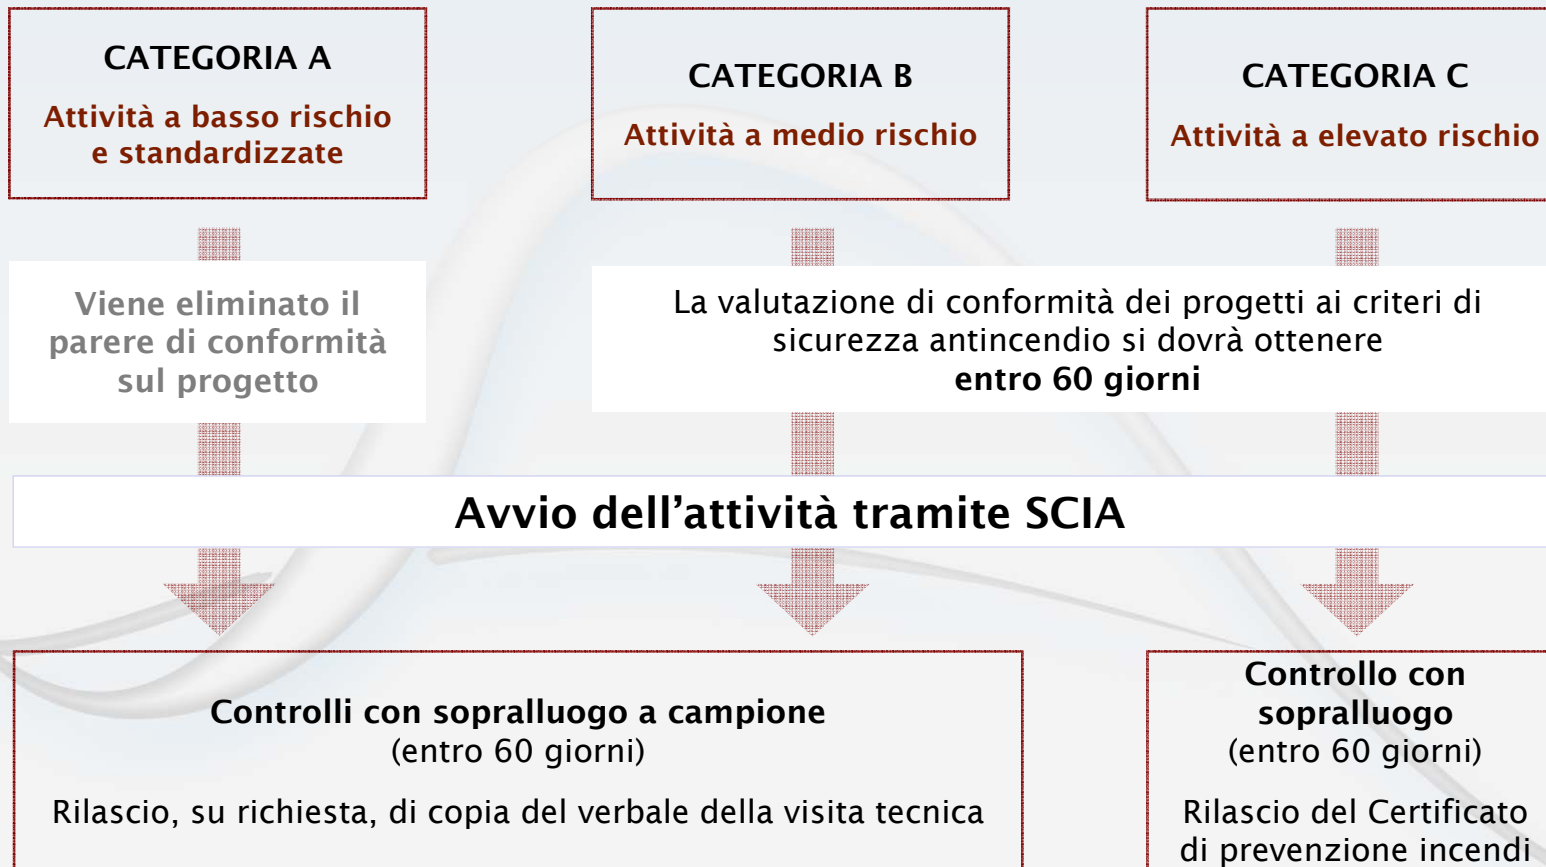 CATEGORIA A
Attività a basso rischio
e standardizzate
CATEGORIA B
Attività a medio rischio
CATEGORIA C
Attività a elevato rischio
Viene eliminato il
parere di conformità
sul progetto
La valutazione di conformità dei progetti ai criteri di
sicurezza antincendio si dovrà ottenere
entro 60 giorni
Avvio dell’attività tramite SCIA
Controlli con sopralluogo a campione
(entro 60 giorni)
Rilascio, su richiesta, di copia del verbale della visita tecnica
Controllo con
sopralluogo
(entro 60 giorni)
Rilascio del Certificato
di prevenzione incendi